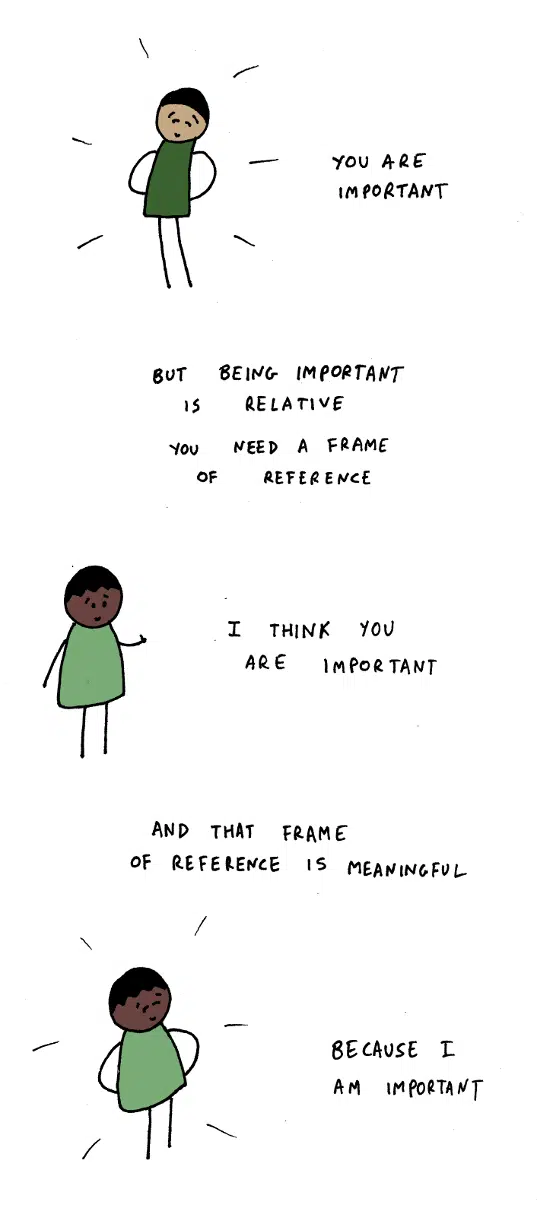 YOU ARE
IMPORTANT
BUT BEING IMPORTANT
IS RELATIVE
YOU NEED A FRAME
OF REFERENCE
I THINK YOU
ARE IMPORTANT
AND THAT FRAME
OF REFERENCE IS MEANINGFUL
BECAUSE I
AM IMPORTANT